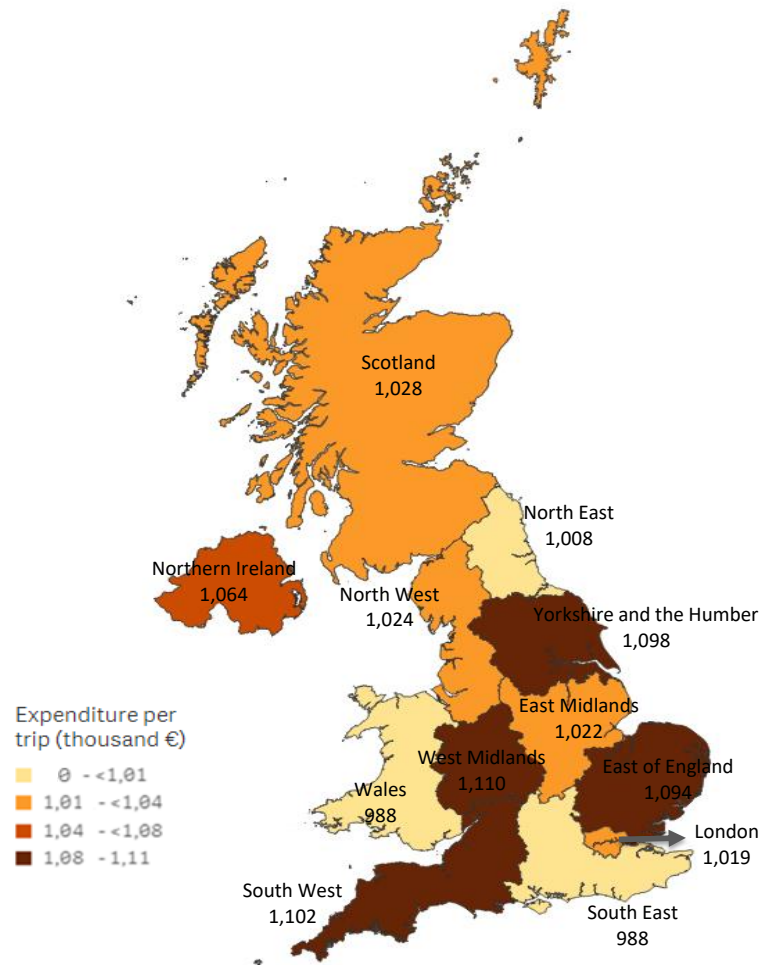 Scotland
1,028
North East
1,008
Northern Ireland
1,064
North West
1,024
Yorkshire and the Humber
1,098
East Midlands
1,022
West Midlands
1,110
East of England
1,094
Wales
988
London
1,019
South West
1,102
South East
988
Expenditure per
trip (thousand €)
0 - <1,01
1,01 - <1,04
1,04 - <1,08
1,08 - 1,11